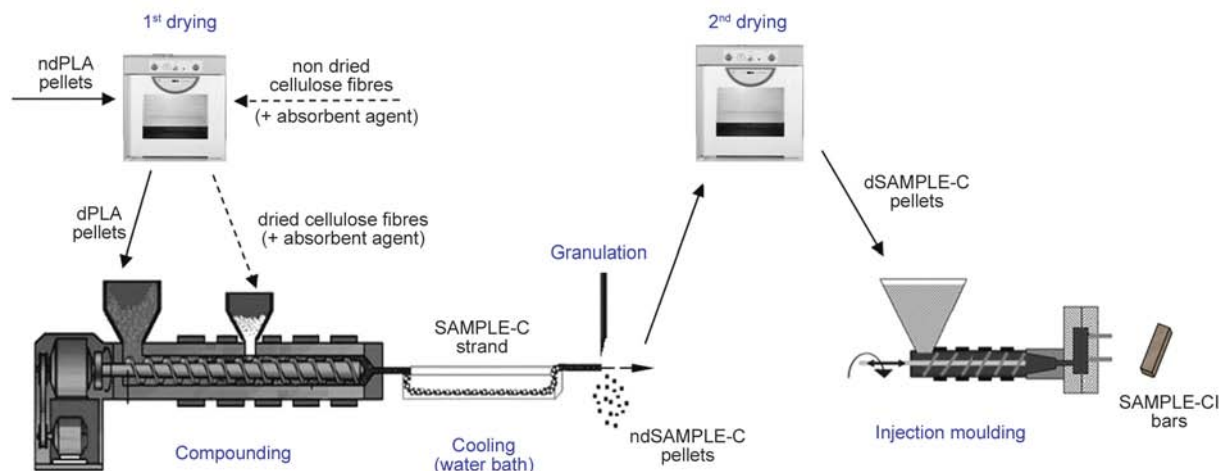 1st drying
ndPLA
pellets
non dried
cellulose fibres
(+ absorbent agent)
2nd drying
dPLA
pellets
dried cellulose fibres
(+ absorbent agent)
dSAMPLE-C
pellets
Granulation
SAMPLE-C
strand
ndSAMPLE-C
pellets
Compounding
Cooling
(water bath)
Injection moulding
SAMPLE-CI
bars